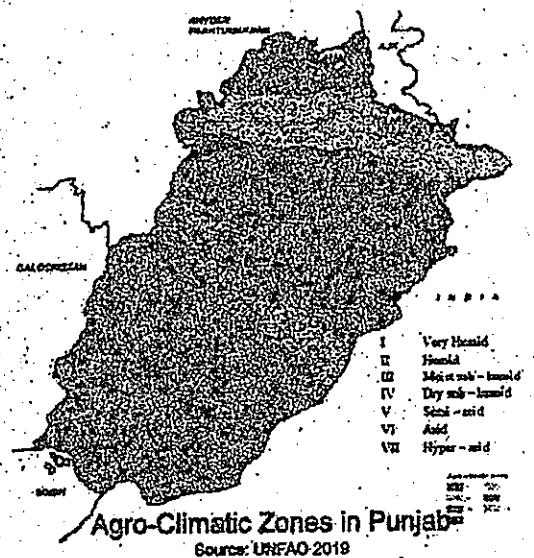 KHYBER
PAKHTUNKHWA
AJK
BALOCHISTAN
INDIA
I Very Humid
II Humid
III Moist sub-humid
IV Dry sub-humid
V Semi-arid
VI Arid
VII Hyper-arid
SINDH
Agro-Climatic Zones in Punjab
Source: UNFAO-2019